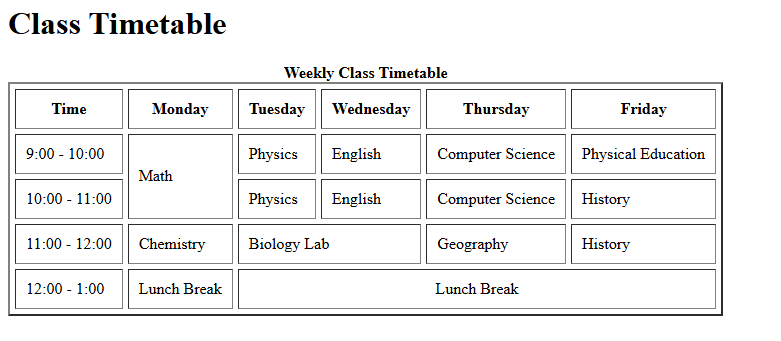 Class Timetable
Weekly Class Timetable
Time Monday Tuesday Wednesday Thursday Friday
9:00 - 10:00 Math Physics English Computer Science Physical Education
10:00 - 11:00 Physics English Computer Science History
11:00 - 12:00 Chemistry Biology Lab Geography History
12:00 - 1:00 Lunch Break Lunch Break